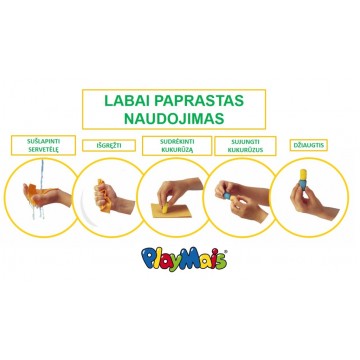 LABAI PAPRASTAS
NAUDOJIMAS
SUŠLAPINTI
SERVETĖLĘ
IŠGRĘŽTI
SUDRĖKINTI
KUKURŪZĄ
SUJUNGTI
KUKURŪZUS
DŽIAUGTIS
PlayMais